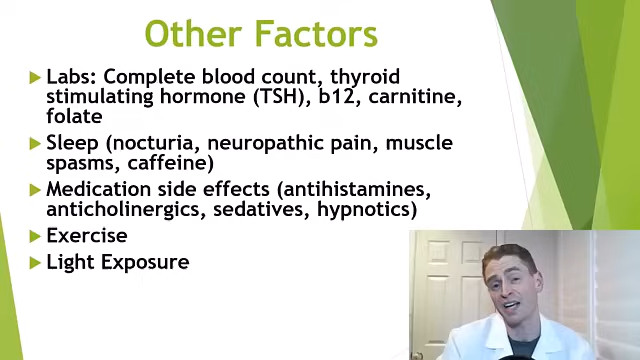 Other Factors
Labs: Complete blood count, thyroid
stimulating hormone (TSH), b12, carnitine,
folate
Sleep (nocturia, neuropathic pain, muscle
spasms, caffeine)
Medication side effects (antihistamines,
anticholinergics, sedatives, hypnotics)
Exercise
Light Exposure